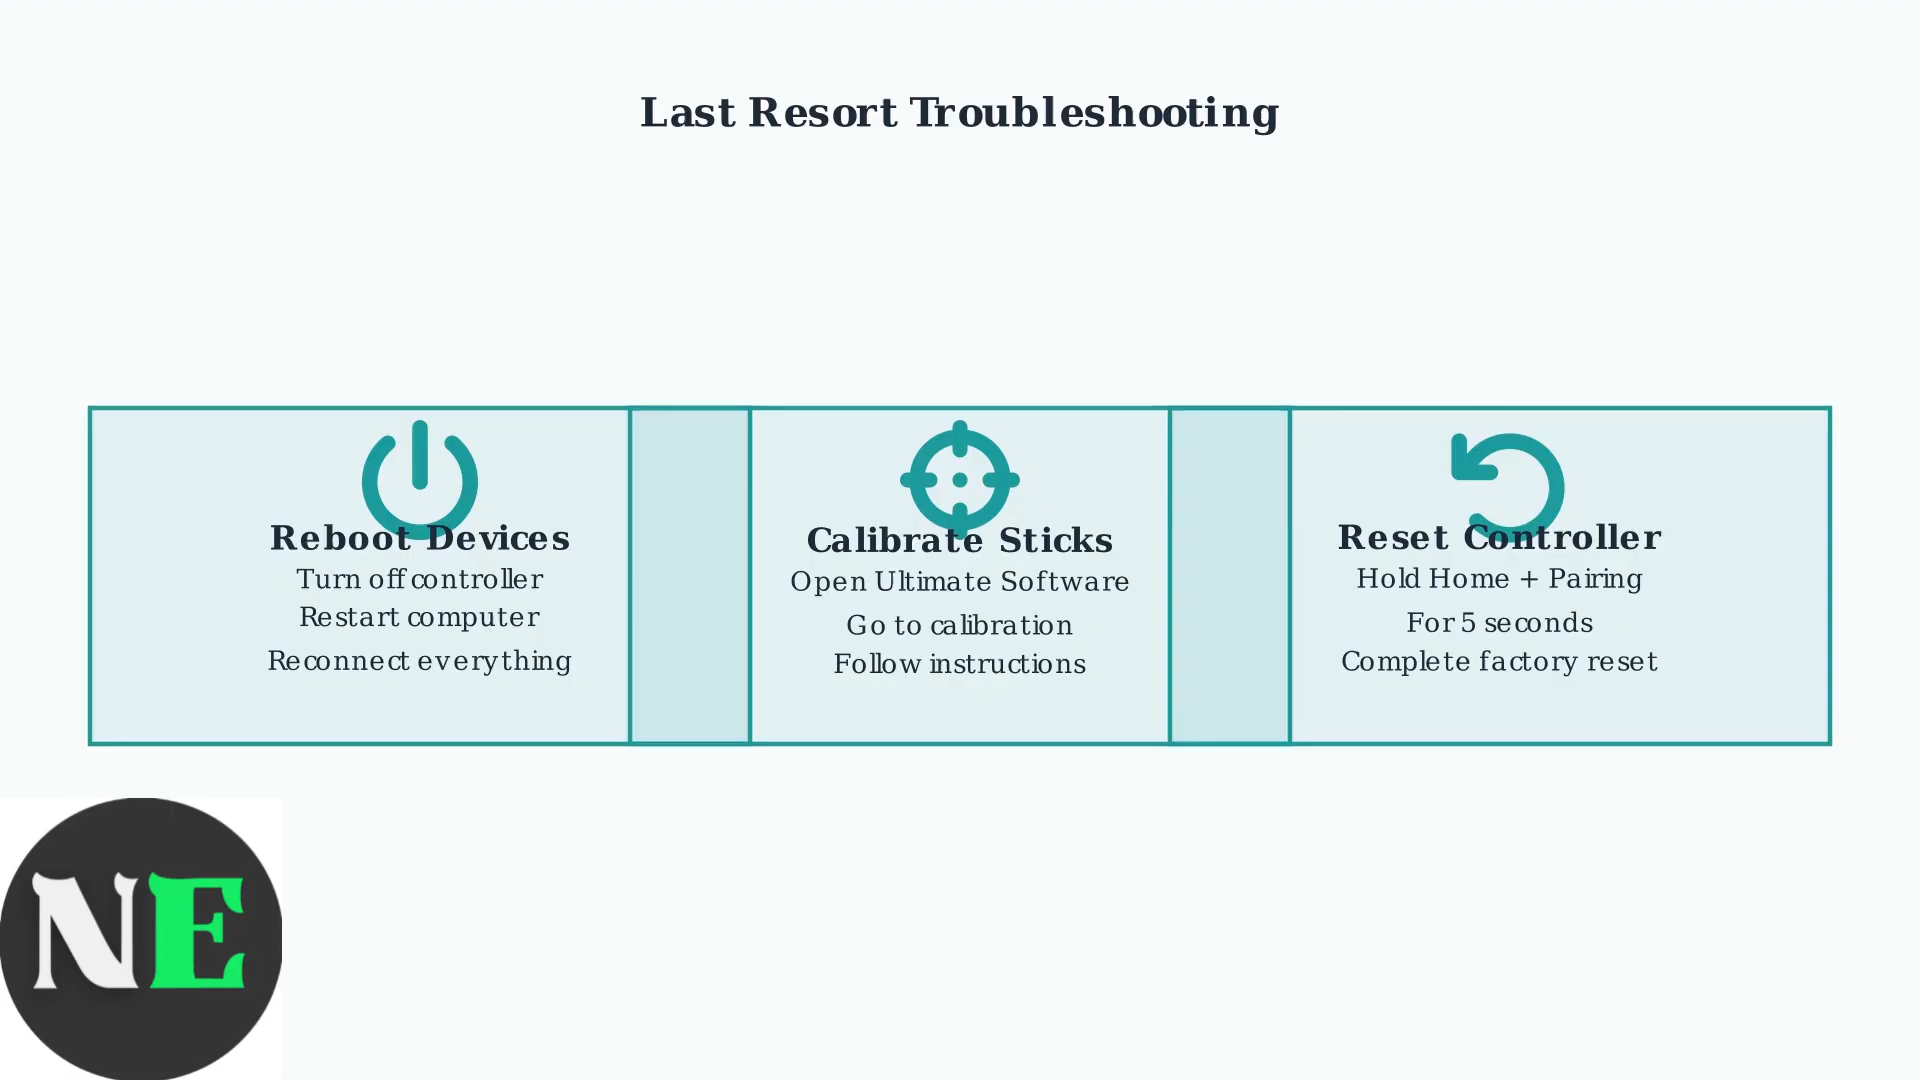 Last Resort Troubleshooting
Reboot Devices
Turn off controller
Restart computer
Reconnect everything
Calibrate Sticks
Open Ultimate Software
Go to calibration
Follow instructions
Reset Controller
Hold Home + Pairing
For 5 seconds
Complete factory reset
NE